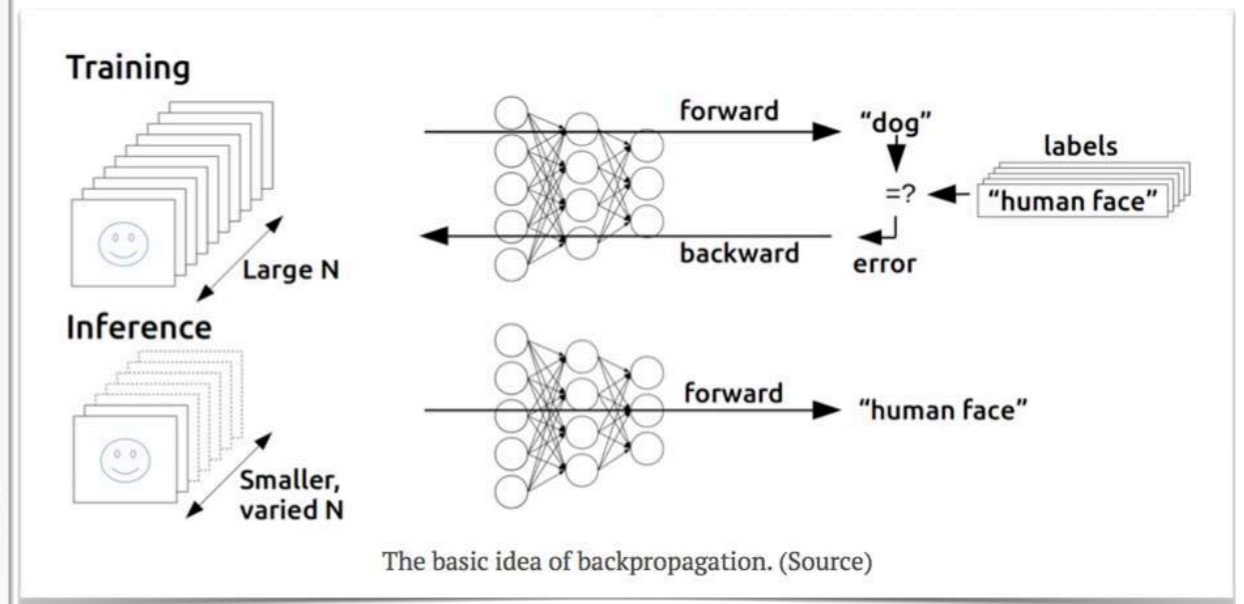 Training
forward
"dog"
labels
=?
"human face"
backward
error
Large N
Inference
forward
"human face"
Smaller,
varied N
The basic idea of backpropagation. (Source)